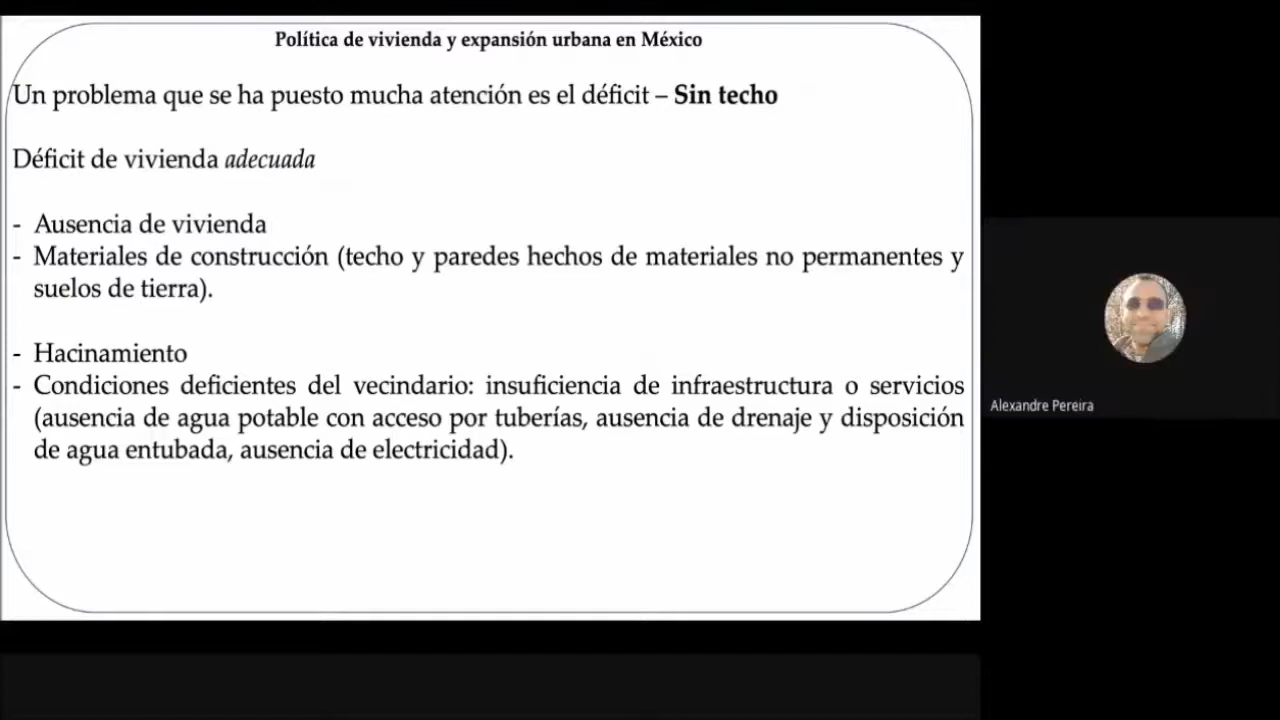 Política de vivienda y expansión urbana en México
Un problema que se ha puesto mucha atención es el déficit – Sin techo
Déficit de vivienda adecuada
- Ausencia de vivienda
- Materiales de construcción (techo y paredes hechos de materiales no permanentes y
suelos de tierra).
- Hacinamiento
- Condiciones deficientes del vecindario: insuficiencia de infraestructura o servicios
(ausencia de agua potable con acceso por tuberías, ausencia de drenaje y disposición
de agua entubada, ausencia de electricidad).
Alexandre Pereira